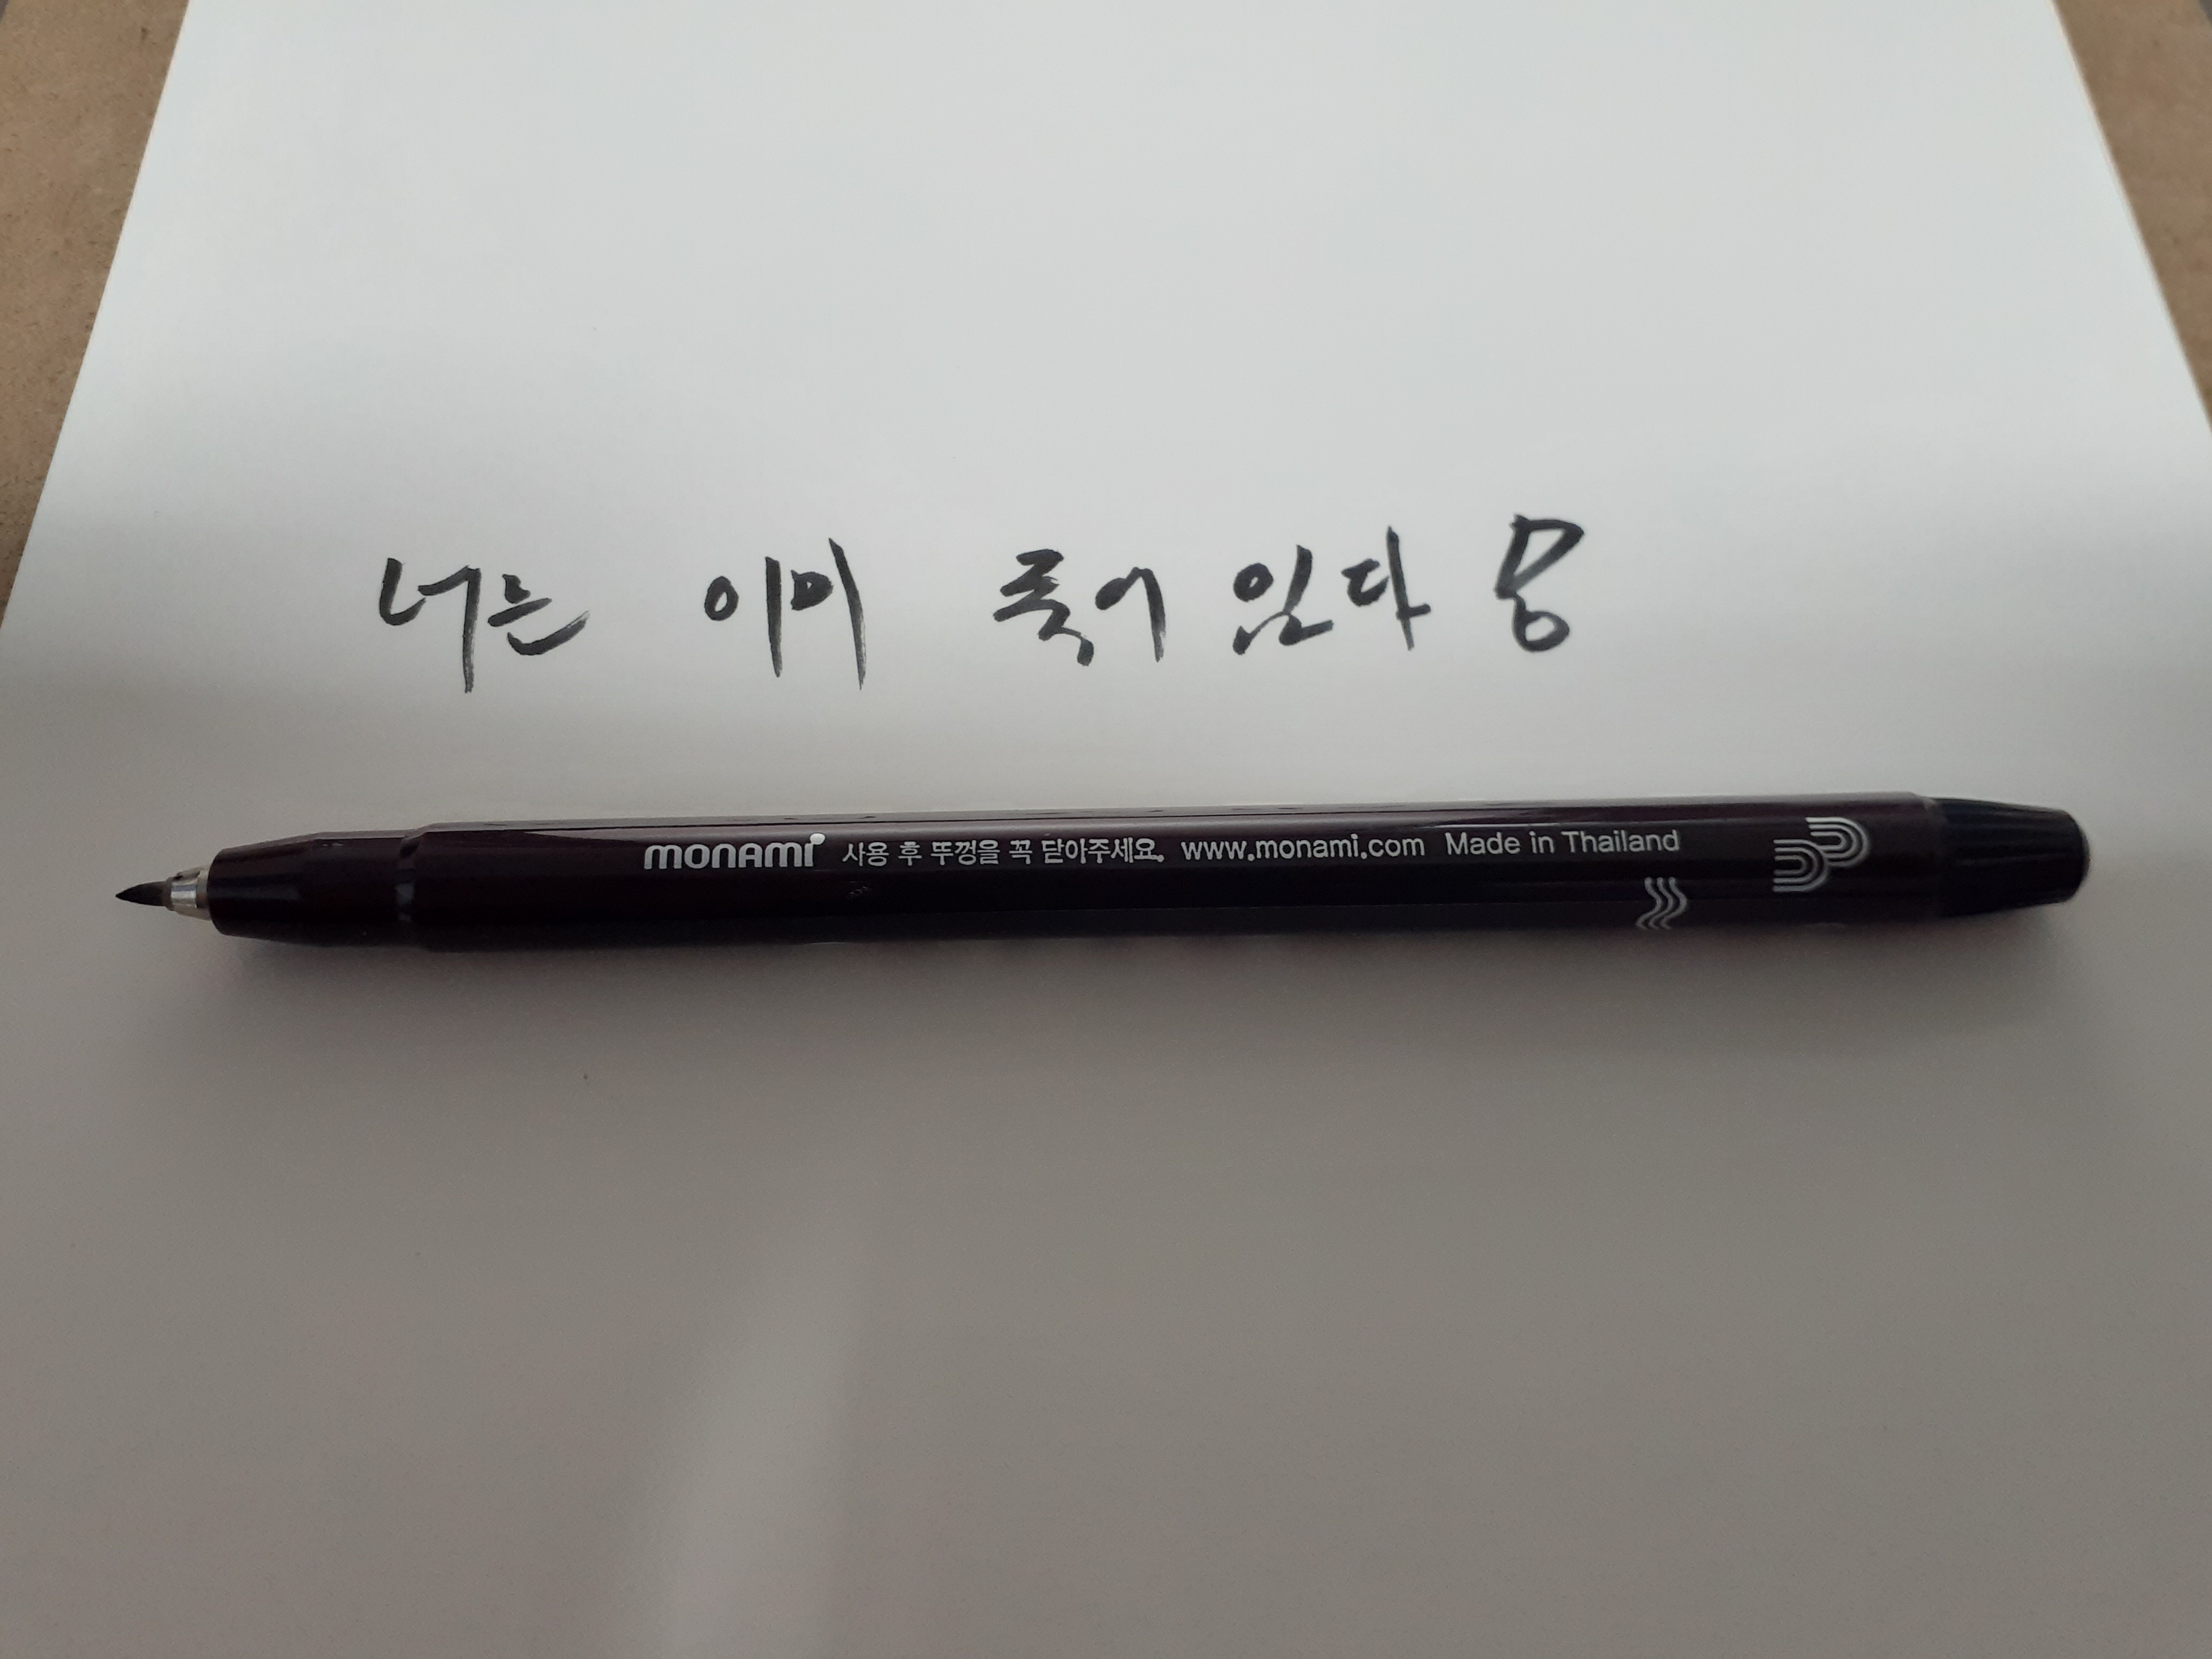 너는 이미 죽어 있다
monami 사용 후 뚜껑을 꼭 닫아주세요. www.monami.com Made in Thailand